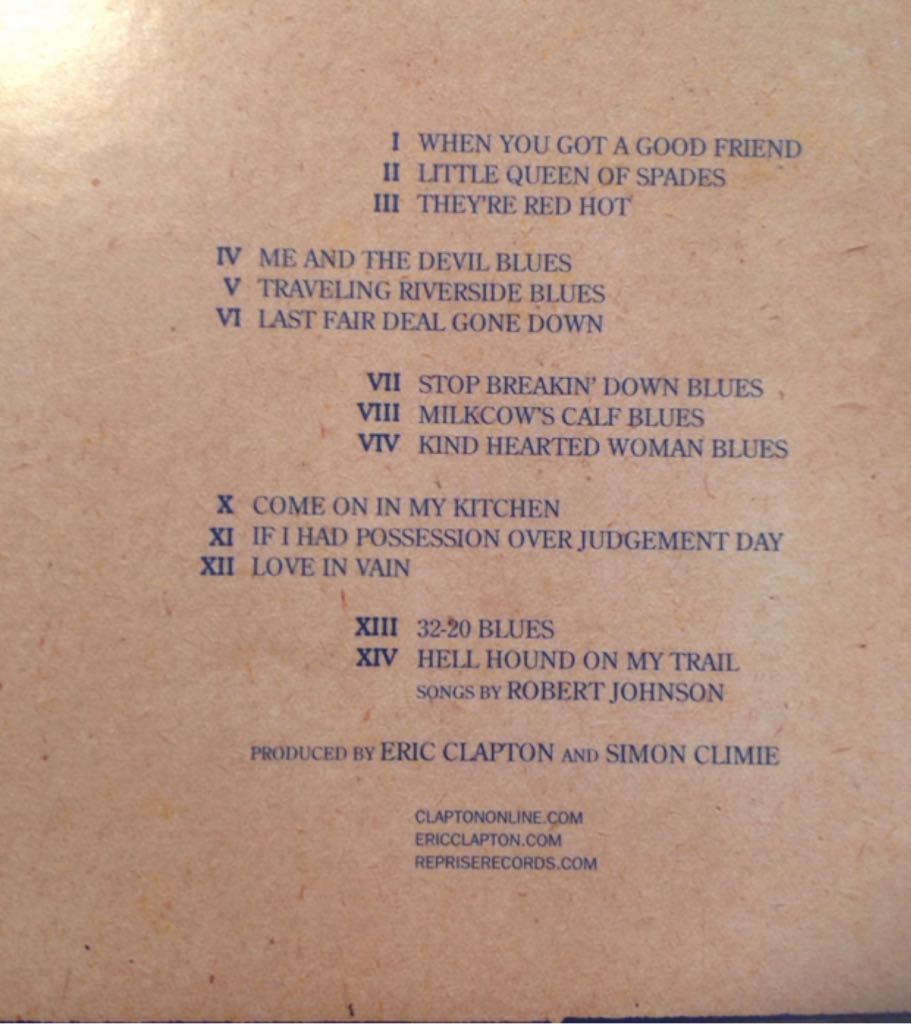 I WHEN YOU GOT A GOOD FRIEND
II LITTLE QUEEN OF SPADES
III THEY'RE RED HOT
IV ME AND THE DEVIL BLUES
V TRAVELING RIVERSIDE BLUES
VI LAST FAIR DEAL GONE DOWN
VII STOP BREAKIN' DOWN BLUES
VIII MILKCOW'S CALF BLUES
VIV KIND HEARTED WOMAN BLUES
X COME ON IN MY KITCHEN
XI IF I HAD POSSESSION OVER JUDGEMENT DAY
XII LOVE IN VAIN
XIII 32-20 BLUES
XIV HELL HOUND ON MY TRAIL
SONGS BY ROBERT JOHNSON
PRODUCED BY ERIC CLAPTON AND SIMON CLIMIE
CLAPTONONLINE.COM
ERICCLAPTON.COM
REPRISERECORDS.COM